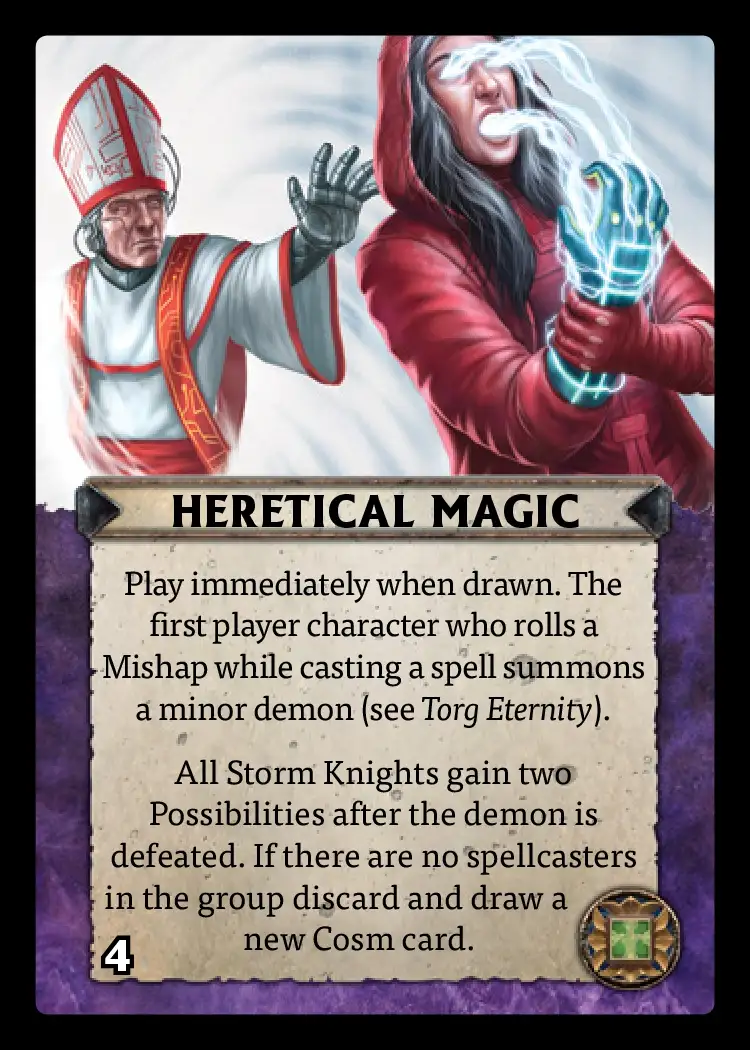 HERETICAL MAGIC
Play immediately when drawn. The
first player character who rolls a
Mishap while casting a spell summons
a minor demon (see Torg Eternity).
All Storm Knights gain two
Possibilities after the demon is
defeated. If there are no spellcasters
in the group discard and draw a
new Cosm card.
4